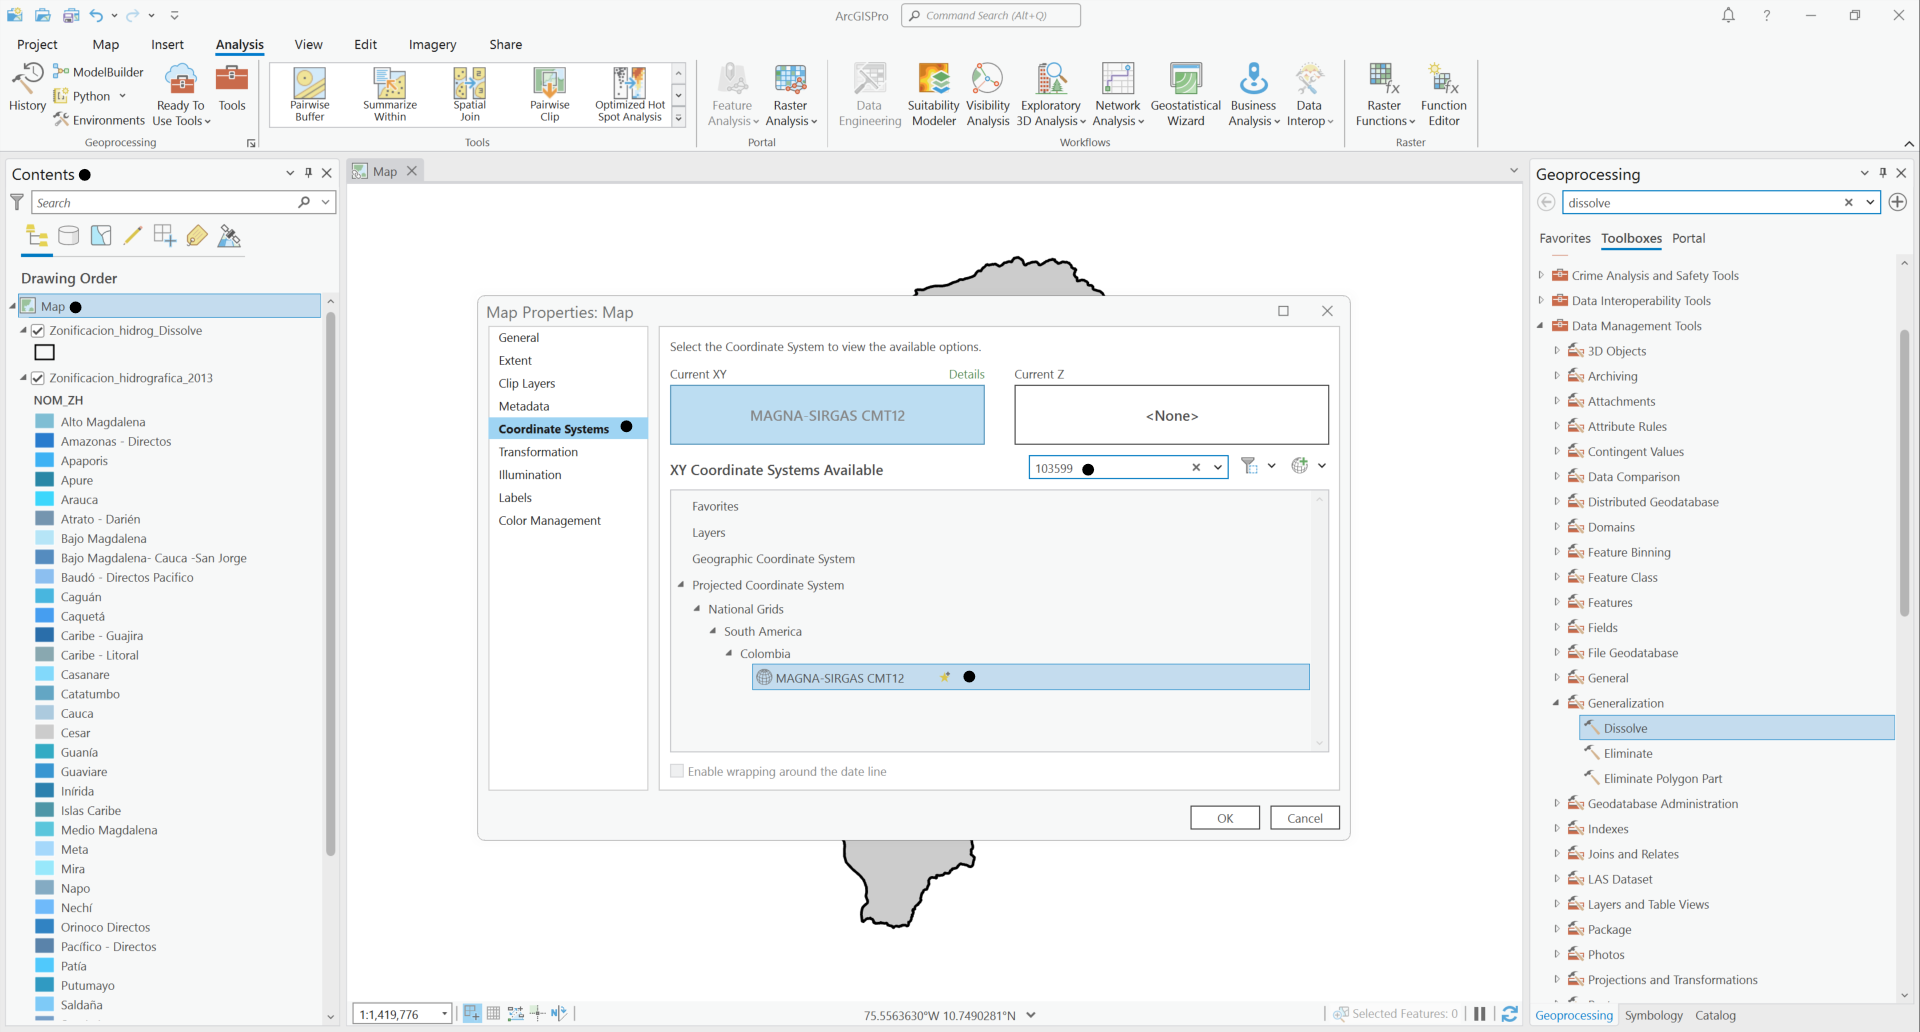 ArcGISPro
Command Search (Alt+Q)
?
Project
Map
Insert
Analysis
View
Edit
Imagery
Share
History
ModelBuilder
Python
Environments
Ready To
Use Tools
Tools
Geoprocessing
Pairwise
Buffer
Summarize
Within
Spatial
Join
Pairwise
Clip
Optimized Hot
Spot Analysis
Tools
Feature
Analysis
Raster
Analysis
Portal
Data
Engineering
Suitability
Modeler
Visibility
Analysis
Exploratory
3D Analysis
Network
Analysis
Geostatistical
Wizard
Business
Analysis
Data
Interop
Workflows
Raster
Functions
Function
Editor
Raster
Contents
Search
Drawing Order
Map
Zonificacion_hidrog_Dissolve
Zonificacion_hidrografica_2013
NOM_ZH
Alto Magdalena
Amazonas - Directos
Apaporis
Apure
Arauca
Atrato - Darién
Bajo Magdalena
Bajo Magdalena- Cauca -San Jorge
Baudó - Directos Pacifico
Caguán
Caquetá
Caribe - Guajira
Caribe - Litoral
Casanare
Catatumbo
Cauca
Cesar
Guanía
Guaviare
Inírida
Islas Caribe
Medio Magdalena
Meta
Mira
Napo
Nechí
Orinoco Directos
Pacífico - Directos
Patía
Putumayo
Saldaña
Map
Map Properties: Map
General
Extent
Clip Layers
Metadata
Coordinate Systems
Transformation
Illumination
Labels
Color Management
Select the Coordinate System to view the available options.
Current XY
Details
Current Z
MAGNA-SIRGAS CMT12
<None>
XY Coordinate Systems Available
103599
Favorites
Layers
Geographic Coordinate System
Projected Coordinate System
National Grids
South America
Colombia
MAGNA-SIRGAS CMT12
Enable wrapping around the date line
OK
Cancel
1:1,419,776
75.5563630°W 10.7490281°N
Selected Features: 0
Geoprocessing
dissolve
Favorites
Toolboxes
Portal
Crime Analysis and Safety Tools
Data Interoperability Tools
Data Management Tools
3D Objects
Archiving
Attachments
Attribute Rules
Contingent Values
Data Comparison
Distributed Geodatabase
Domains
Feature Binning
Feature Class
Features
Fields
File Geodatabase
General
Generalization
Dissolve
Eliminate
Eliminate Polygon Part
Geodatabase Administration
Indexes
Joins and Relates
LAS Dataset
Layers and Table Views
Package
Photos
Projections and Transformations
Geoprocessing
Symbology
Catalog